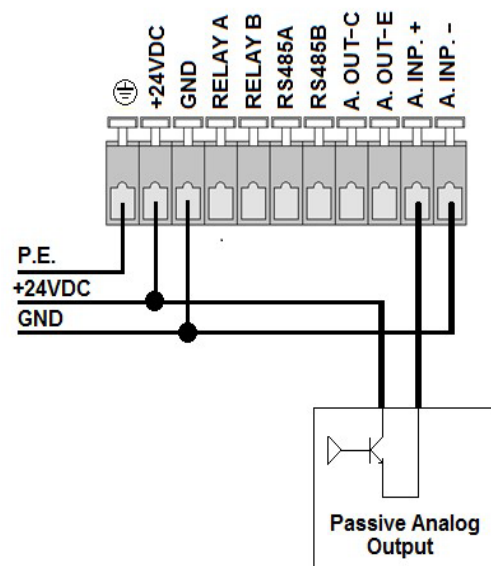 ⏚
+24VDC
GND
RELAY A
RELAY B
RS485A
RS485B
A. OUT-C
A. OUT-E
A. INP. +
A. INP. -
P.E.
+24VDC
GND
Passive Analog
Output